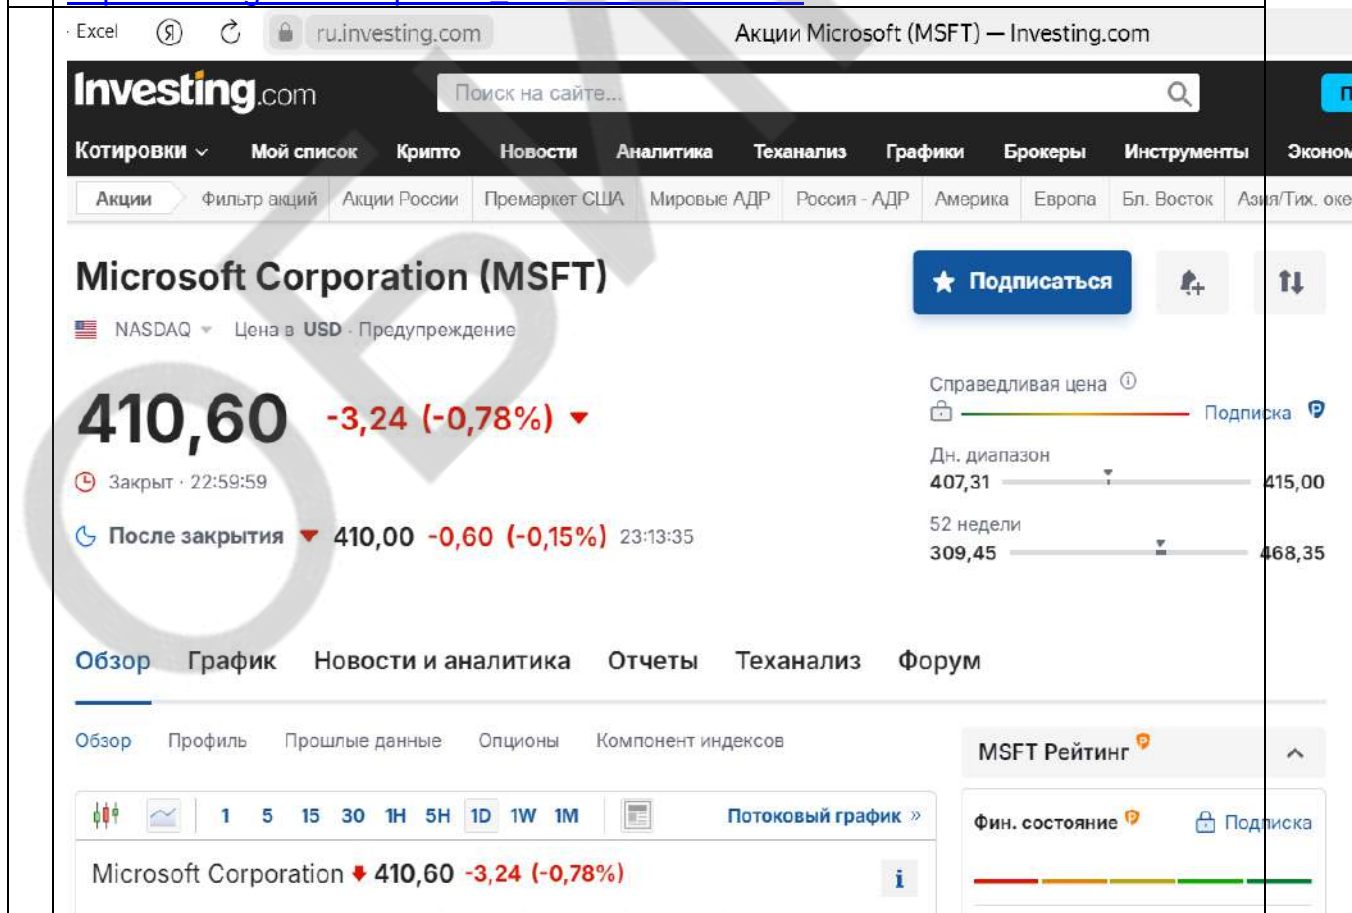 Excel Я ru.investing.com Акции Microsoft (MSFT) — Investing.com
Investing.com Поиск на сайте...
Котировки Мой список Крипто Новости Аналитика Теханализ Графики Брокеры Инструменты Эконом
Акции Фильтр акций Акции России Премаркет США Мировые АДР Россия - АДР Америка Европа Бл. Восток Азия/Тих. оке
Microsoft Corporation (MSFT) Подписаться
NASDAQ Цена в USD · Предупреждение
410,60 -3,24 (-0,78%)
Закрыт · 22:59:59
После закрытия 410,00 -0,60 (-0,15%) 23:13:35
Справедливая цена
Подписка
Дн. диапазон
407,31 415,00
52 недели
309,45 468,35
Обзор График Новости и аналитика Отчеты Теханализ Форум
Обзор Профиль Прошлые данные Опционы Компонент индексов
1 5 15 30 1H 5H 1D 1W 1M Потоковый график »
Microsoft Corporation 410,60 -3,24 (-0,78%) i
MSFT Рейтинг
Фин. состояние Подписка